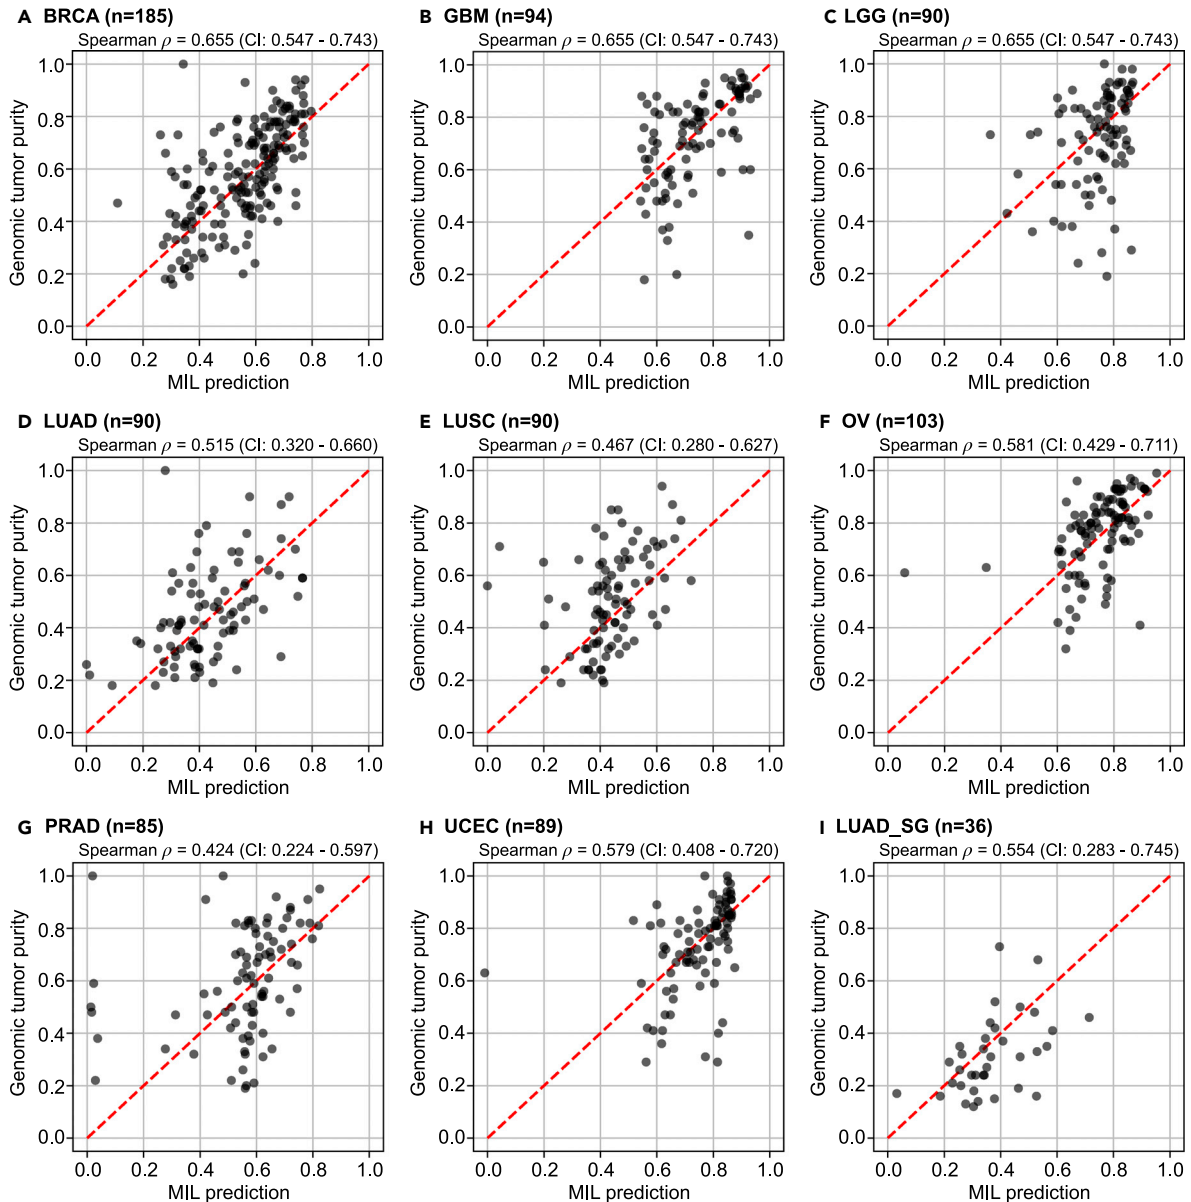 A BRCA (n=185)
Spearman ρ = 0.655 (CI: 0.547 - 0.743)
Genomic tumor purity
1.0
0.8
0.6
0.4
0.2
0.0
0.0 0.2 0.4 0.6 0.8 1.0
MIL prediction
B GBM (n=94)
Spearman ρ = 0.655 (CI: 0.547 - 0.743)
Genomic tumor purity
1.0
0.8
0.6
0.4
0.2
0.0
0.0 0.2 0.4 0.6 0.8 1.0
MIL prediction
C LGG (n=90)
Spearman ρ = 0.655 (CI: 0.547 - 0.743)
Genomic tumor purity
1.0
0.8
0.6
0.4
0.2
0.0
0.0 0.2 0.4 0.6 0.8 1.0
MIL prediction
D LUAD (n=90)
Spearman ρ = 0.515 (CI: 0.320 - 0.660)
Genomic tumor purity
1.0
0.8
0.6
0.4
0.2
0.0
0.0 0.2 0.4 0.6 0.8 1.0
MIL prediction
E LUSC (n=90)
Spearman ρ = 0.467 (CI: 0.280 - 0.627)
Genomic tumor purity
1.0
0.8
0.6
0.4
0.2
0.0
0.0 0.2 0.4 0.6 0.8 1.0
MIL prediction
F OV (n=103)
Spearman ρ = 0.581 (CI: 0.429 - 0.711)
Genomic tumor purity
1.0
0.8
0.6
0.4
0.2
0.0
0.0 0.2 0.4 0.6 0.8 1.0
MIL prediction
G PRAD (n=85)
Spearman ρ = 0.424 (CI: 0.224 - 0.597)
Genomic tumor purity
1.0
0.8
0.6
0.4
0.2
0.0
0.0 0.2 0.4 0.6 0.8 1.0
MIL prediction
H UCEC (n=89)
Spearman ρ = 0.579 (CI: 0.408 - 0.720)
Genomic tumor purity
1.0
0.8
0.6
0.4
0.2
0.0
0.0 0.2 0.4 0.6 0.8 1.0
MIL prediction
I LUAD_SG (n=36)
Spearman ρ = 0.554 (CI: 0.283 - 0.745)
Genomic tumor purity
1.0
0.8
0.6
0.4
0.2
0.0
0.0 0.2 0.4 0.6 0.8 1.0
MIL prediction